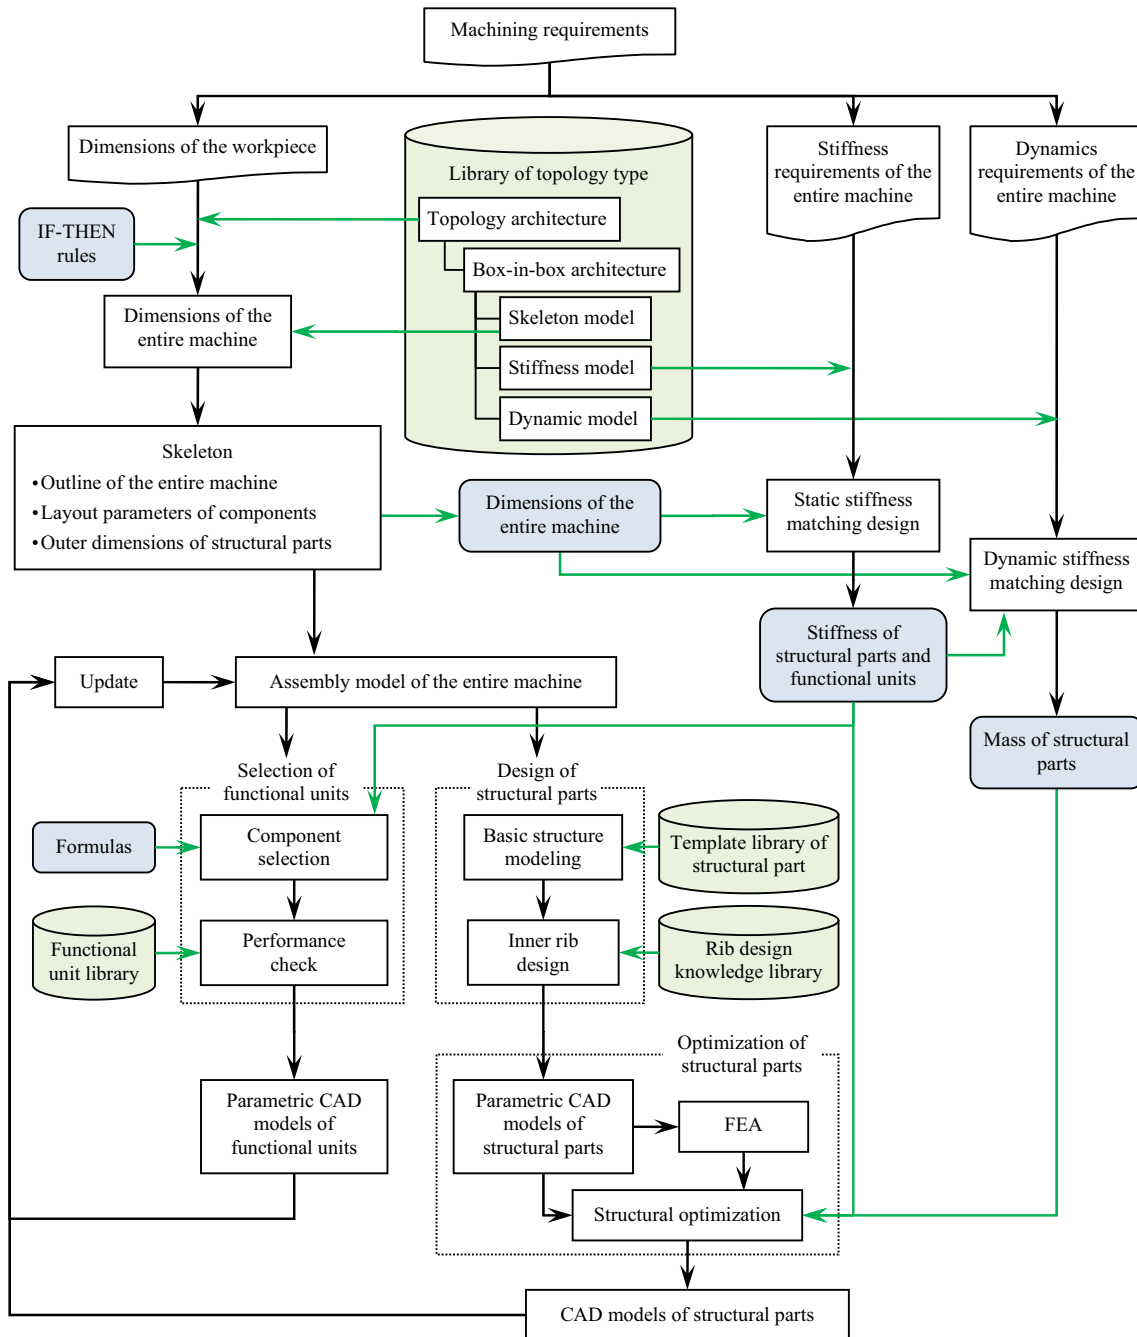 Machining requirements
Dimensions of the workpiece
Library of topology type
Stiffness
requirements of the
entire machine
Dynamics
requirements of the
entire machine
IF-THEN
rules
Topology architecture
Box-in-box architecture
Dimensions of the
entire machine
Skeleton model
Stiffness model
Dynamic model
Skeleton
•Outline of the entire machine
•Layout parameters of components
•Outer dimensions of structural parts
Dimensions of the
entire machine
Static stiffness
matching design
Dynamic stiffness
matching design
Stiffness of
structural parts and
functional units
Update
Assembly model of the entire machine
Mass of structural
parts
Selection of
functional units
Design of
structural parts
Formulas
Component
selection
Basic structure
modeling
Template library of
structural part
Functional
unit library
Performance
check
Inner rib
design
Rib design
knowledge library
Optimization of
structural parts
Parametric CAD
models of
functional units
Parametric CAD
models of
structural parts
FEA
Structural optimization
CAD models of structural parts